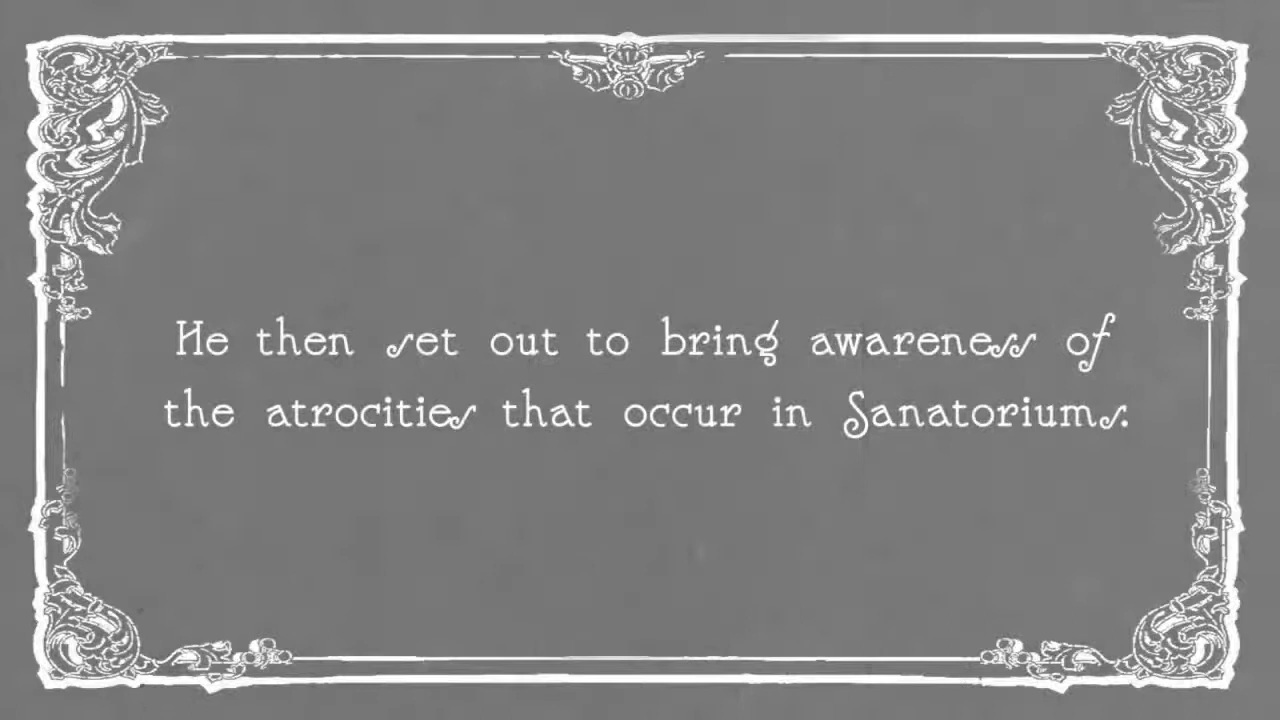 He then set out to bring awareness of
the atrocities that occur in Sanatoriums.